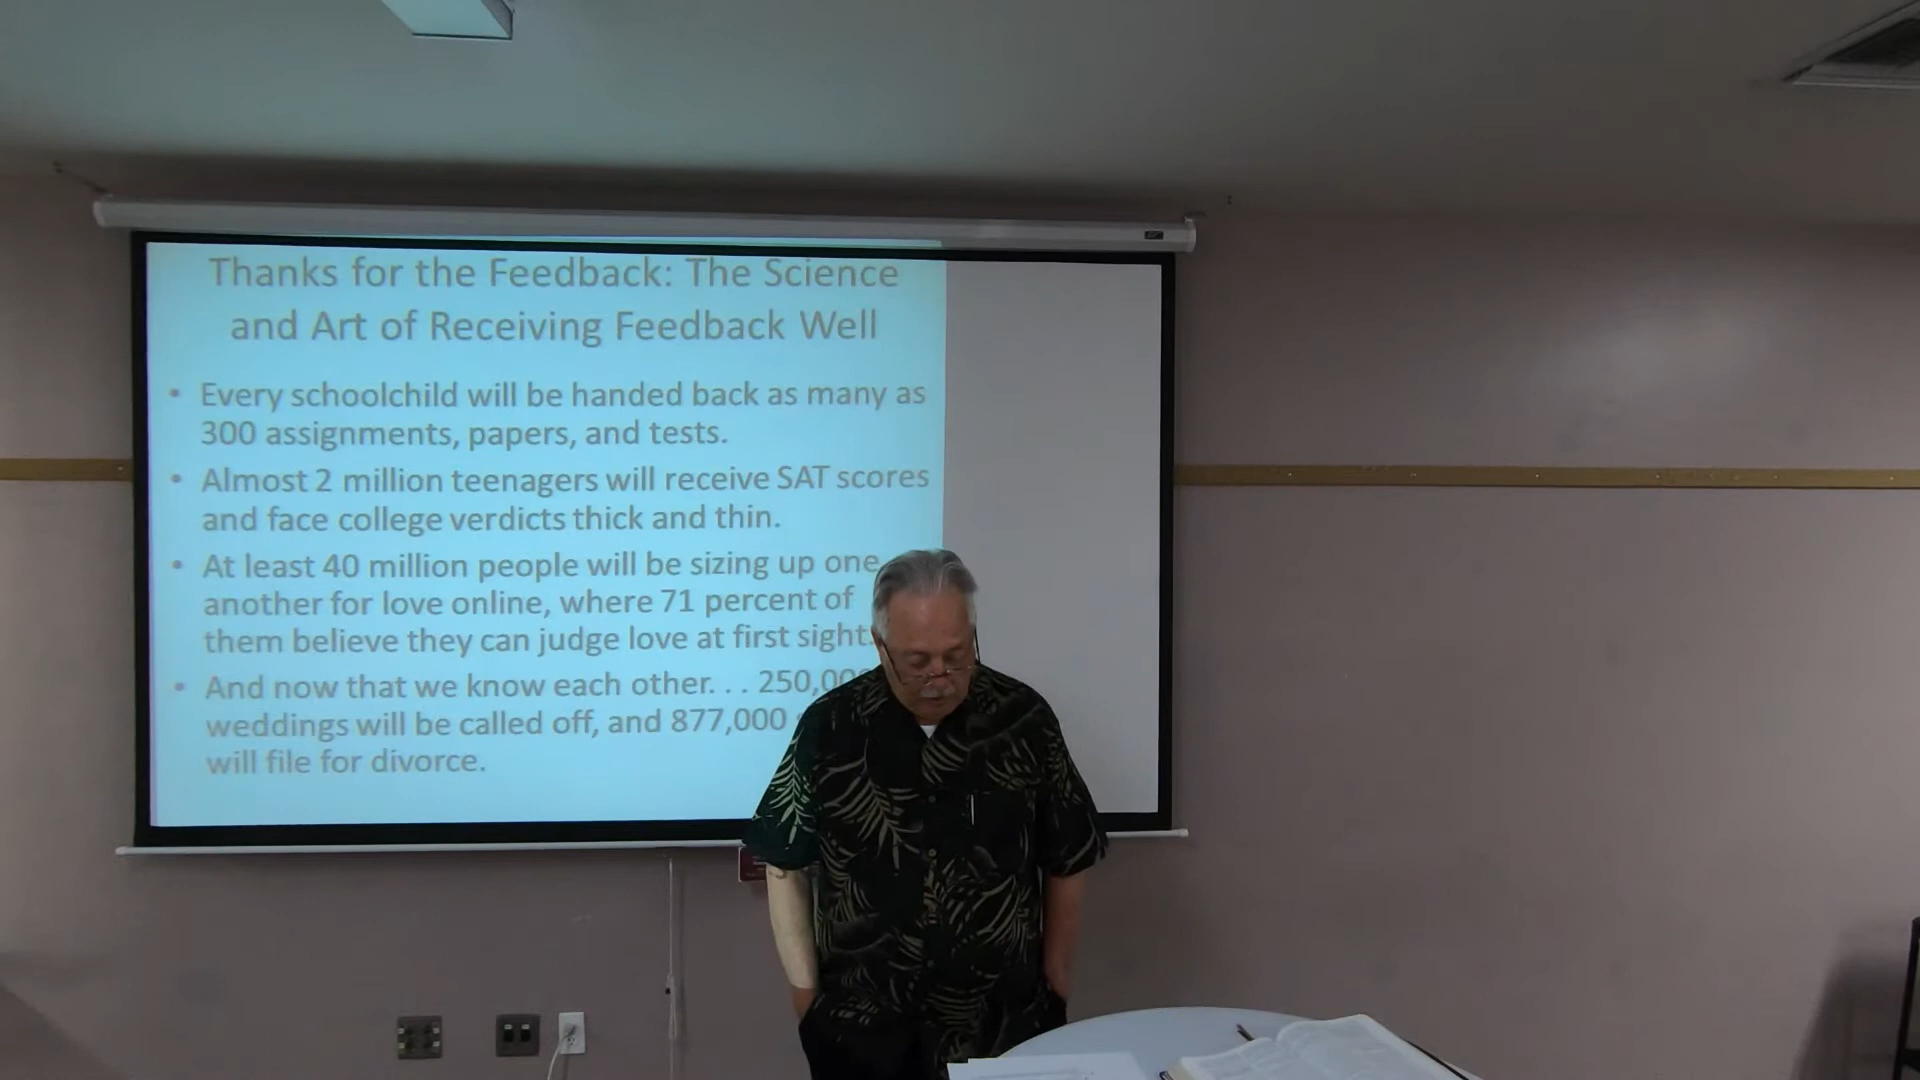 Thanks for the Feedback: The Science
and Art of Receiving Feedback Well
• Every schoolchild will be handed back as many as
300 assignments, papers, and tests.
• Almost 2 million teenagers will receive SAT scores
and face college verdicts thick and thin.
• At least 40 million people will be sizing up one
another for love online, where 71 percent of
them believe they can judge love at first sight.
• And now that we know each other. . . 250,00
weddings will be called off, and 877,000
will file for divorce.